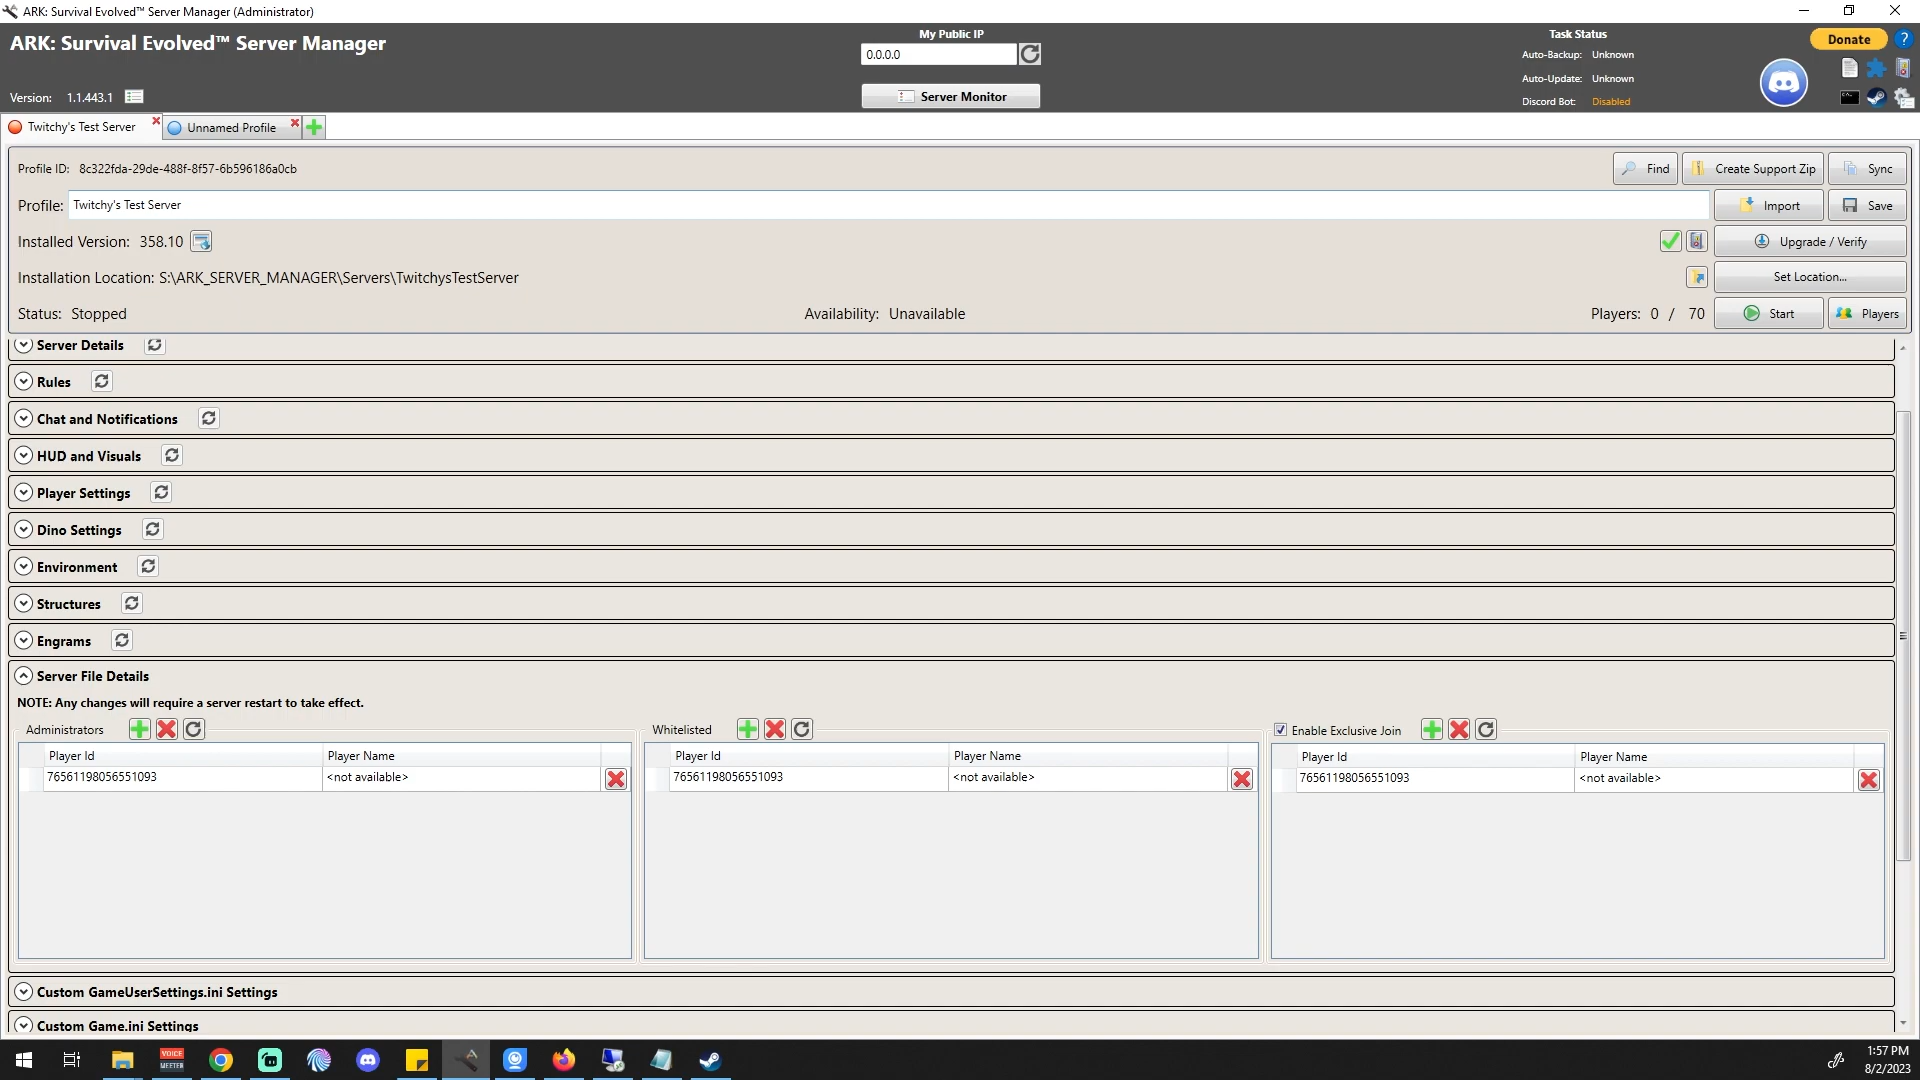 ARK: Survival Evolved™ Server Manager (Administrator)
ARK: Survival Evolved™ Server Manager
My Public IP
0.0.0.0
Task Status
Auto-Backup: Unknown
Auto-Update: Unknown
Discord Bot: Disabled
Donate
?
Version: 1.1.443.1
Server Monitor
Twitchy's Test Server
Unnamed Profile
Profile ID: 8c322fda-29de-488f-8f57-6b596186a0cb
Find
Create Support Zip
Sync
Profile: Twitchy's Test Server
Import
Save
Installed Version: 358.10
Upgrade / Verify
Installation Location: S:\ARK_SERVER_MANAGER\Servers\TwitchysTestServer
Set Location...
Status: Stopped
Availability: Unavailable
Players: 0 / 70
Start
Players
Server Details
Rules
Chat and Notifications
HUD and Visuals
Player Settings
Dino Settings
Environment
Structures
Engrams
Server File Details
NOTE: Any changes will require a server restart to take effect.
Administrators
Whitelisted
Enable Exclusive Join
Player Id Player Name
76561198056551093 <not available>
Player Id Player Name
76561198056551093 <not available>
Player Id Player Name
76561198056551093 <not available>
Custom GameUserSettings.ini Settings
Custom Game.ini Settings
VOICE
MEETER
1:57 PM
8/2/2023